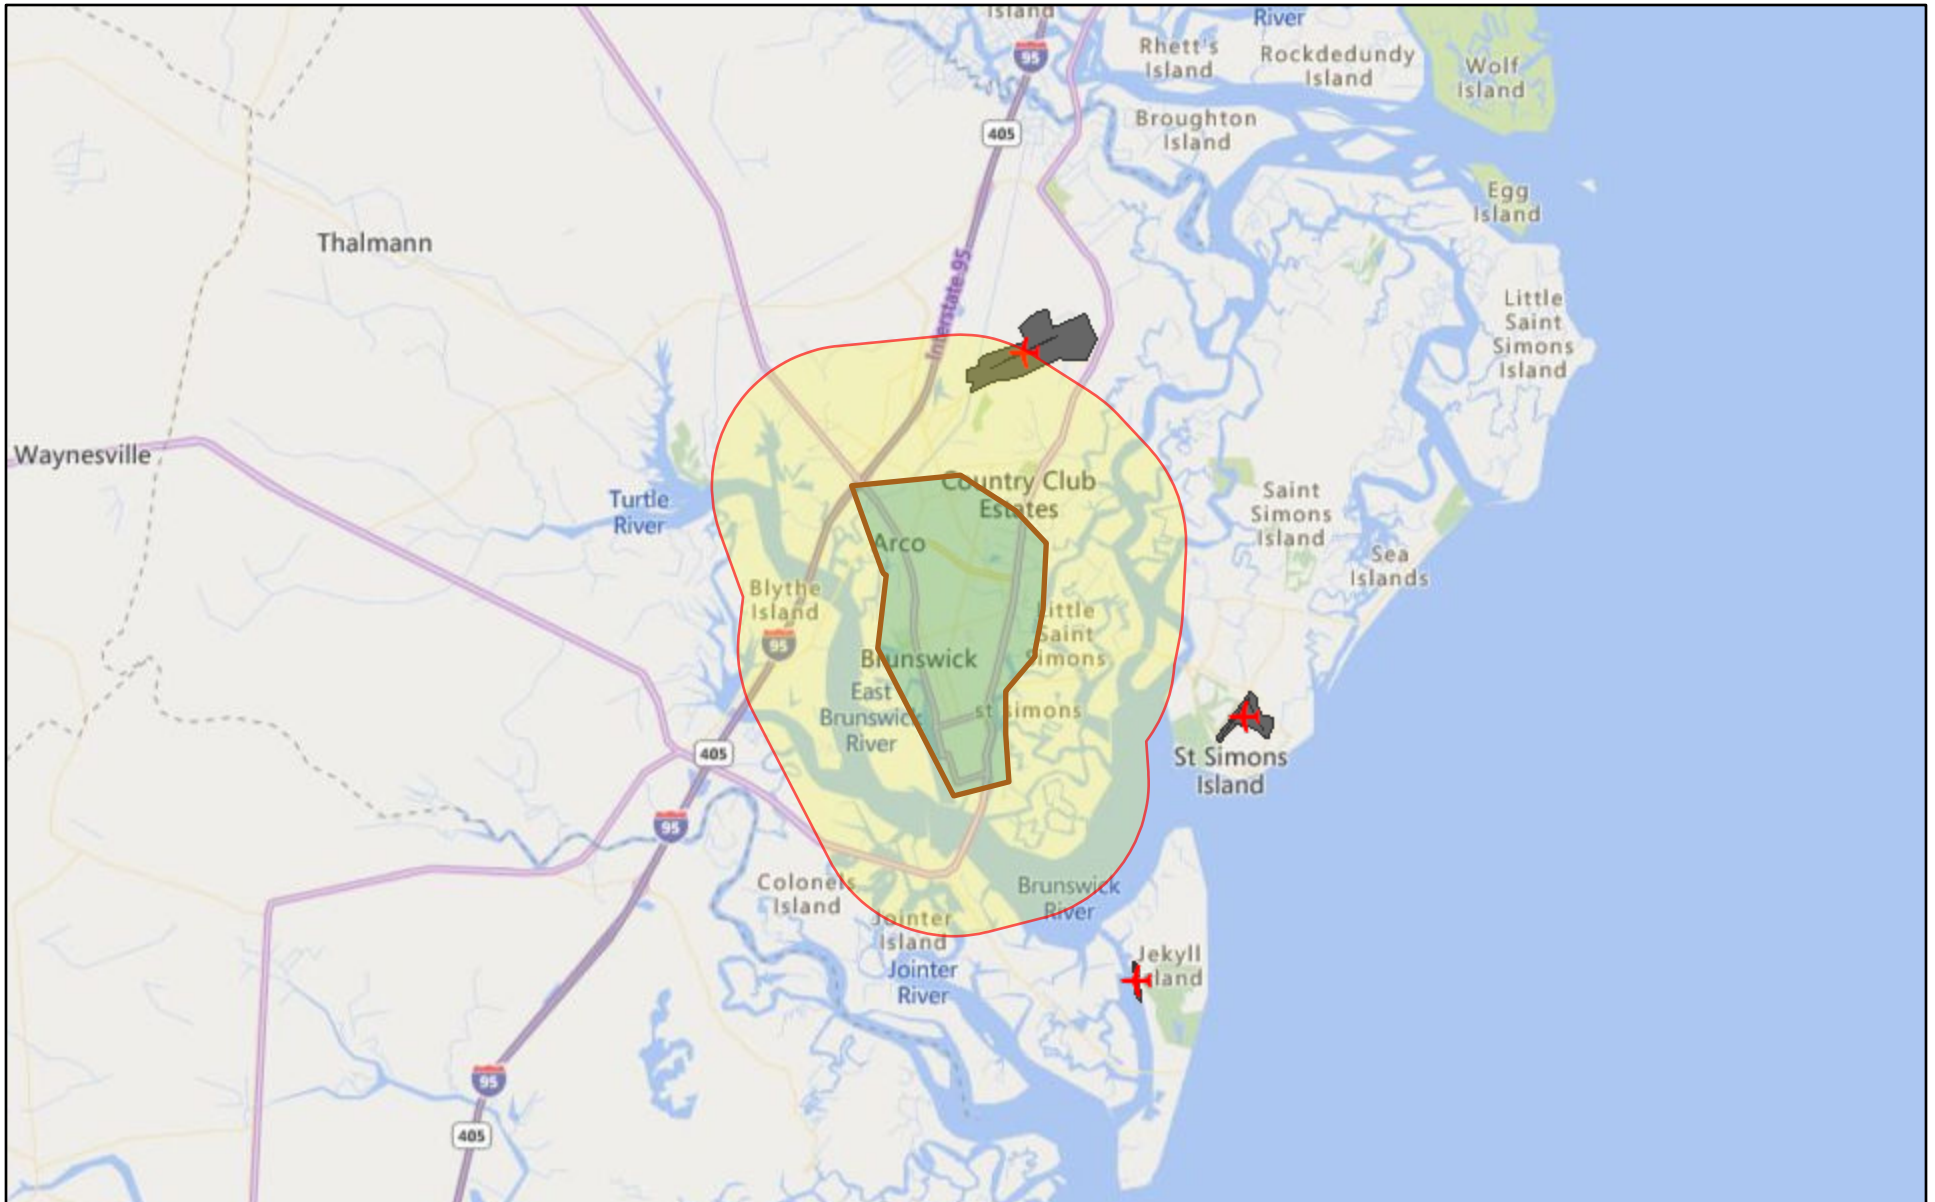 Island
River
95
Rhett's
Island
Rockdedundy
Island
Wolf
Island
405
Broughton
Island
Egg
Island
Thalmann
Interstate 95
Little
Saint
Simons
Island
Waynesville
Country Club
Estates
Turtle
River
Saint
Simons
Island
Arco
Sea
Islands
Blythe
Island
Little
Saint
Simons
95
Brunswick
East
Brunswick
River
st simons
405
St Simons
Island
95
Colonels
Island
Brunswick
River
Jointer
Island
Jekyll
Island
Jointer
River
95
405